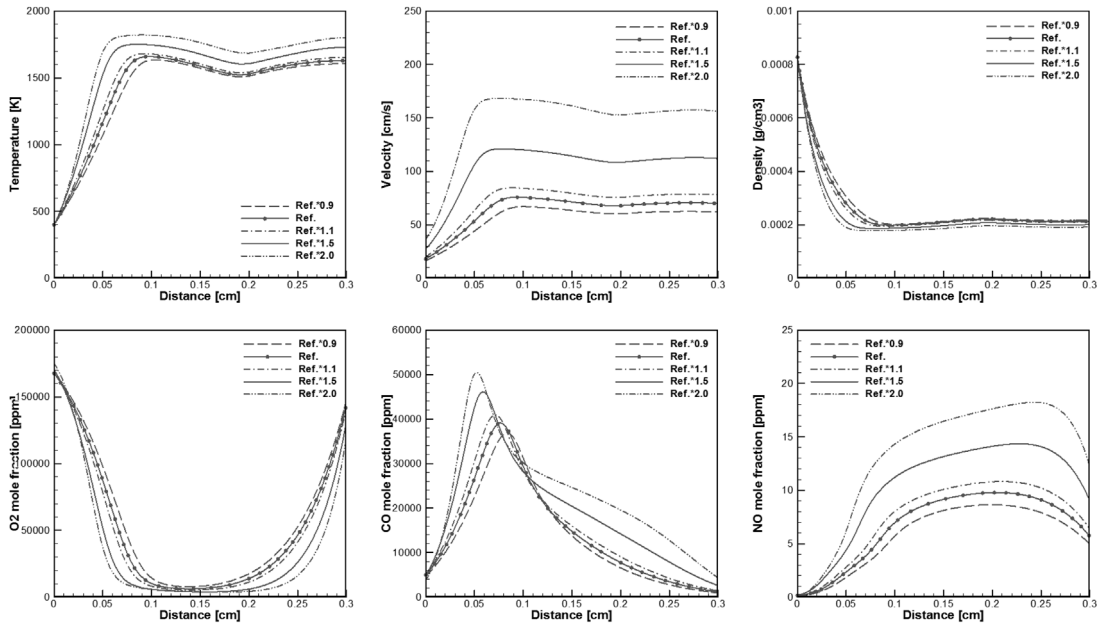 2000
1500
1000
500
0
Temperature [K]
Ref.*0.9
Ref.
Ref.*1.1
Ref.*1.5
Ref.*2.0
0 0.05 0.1 0.15 0.2 0.25 0.3
Distance [cm]
250
200
150
100
50
0
Velocity [cm/s]
Ref.*0.9
Ref.
Ref.*1.1
Ref.*1.5
Ref.*2.0
0 0.05 0.1 0.15 0.2 0.25 0.3
Distance [cm]
0.001
0.0008
0.0006
0.0004
0.0002
0
Density [g/cm3]
Ref.*0.9
Ref.
Ref.*1.1
Ref.*1.5
Ref.*2.0
0 0.05 0.1 0.15 0.2 0.25 0.3
Distance [cm]
200000
150000
100000
50000
0
O2 mole fraction [ppm]
Ref.*0.9
Ref.
Ref.*1.1
Ref.*1.5
Ref.*2.0
0 0.05 0.1 0.15 0.2 0.25 0.3
Distance [cm]
60000
50000
40000
30000
20000
10000
0
CO mole fraction [ppm]
Ref.*0.9
Ref.
Ref.*1.1
Ref.*1.5
Ref.*2.0
0 0.05 0.1 0.15 0.2 0.25 0.3
Distance [cm]
25
20
15
10
5
0
NO mole fraction [ppm]
Ref.*0.9
Ref.
Ref.*1.1
Ref.*1.5
Ref.*2.0
0 0.05 0.1 0.15 0.2 0.25 0.3
Distance [cm]